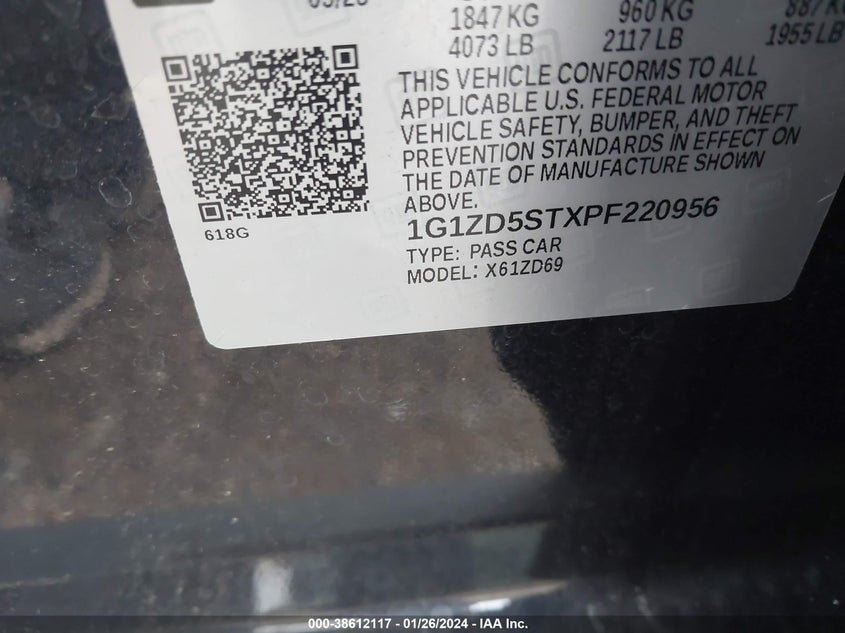 1847 KG 960 KG 887 KG
4073 LB 2117 LB 1955 LB
THIS VEHICLE CONFORMS TO ALL
APPLICABLE U.S. FEDERAL MOTOR
VEHICLE SAFETY, BUMPER, AND THEFT
PREVENTION STANDARDS IN EFFECT ON
THE DATE OF MANUFACTURE SHOWN
ABOVE.
1G1ZD5STXPF220956
618G
TYPE: PASS CAR
MODEL: X61ZD69
000-38612117 - 01/26/2024 - IAA Inc.